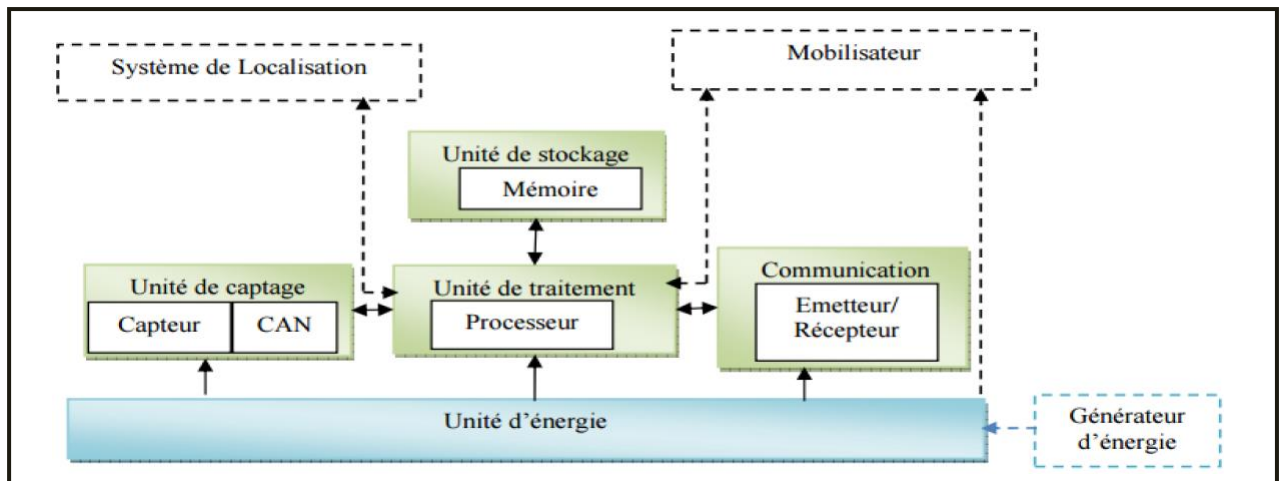 Système de Localisation
Mobilisateur
Unité de stockage
Mémoire
Unité de captage
Capteur
CAN
Unité de traitement
Processeur
Communication
Emetteur/
Récepteur
Unité d’énergie
Générateur
d’énergie